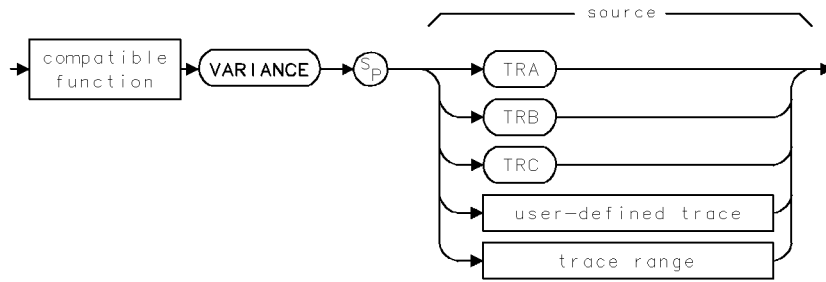 source
compatible
function
VARIANCE
SP
TRA
TRB
TRC
user-defined trace
trace range